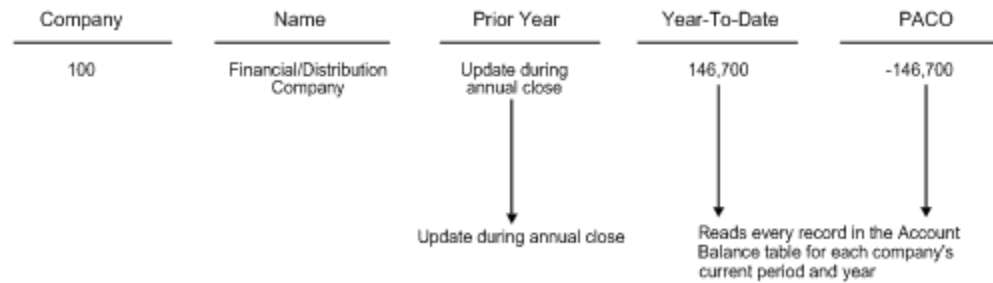 Company Name Prior Year Year-To-Date PACO
100 Financial/Distribution Update during 146,700 -146,700
Company annual close
Update during annual close
Reads every record in the Account
Balance table for each company's
current period and year